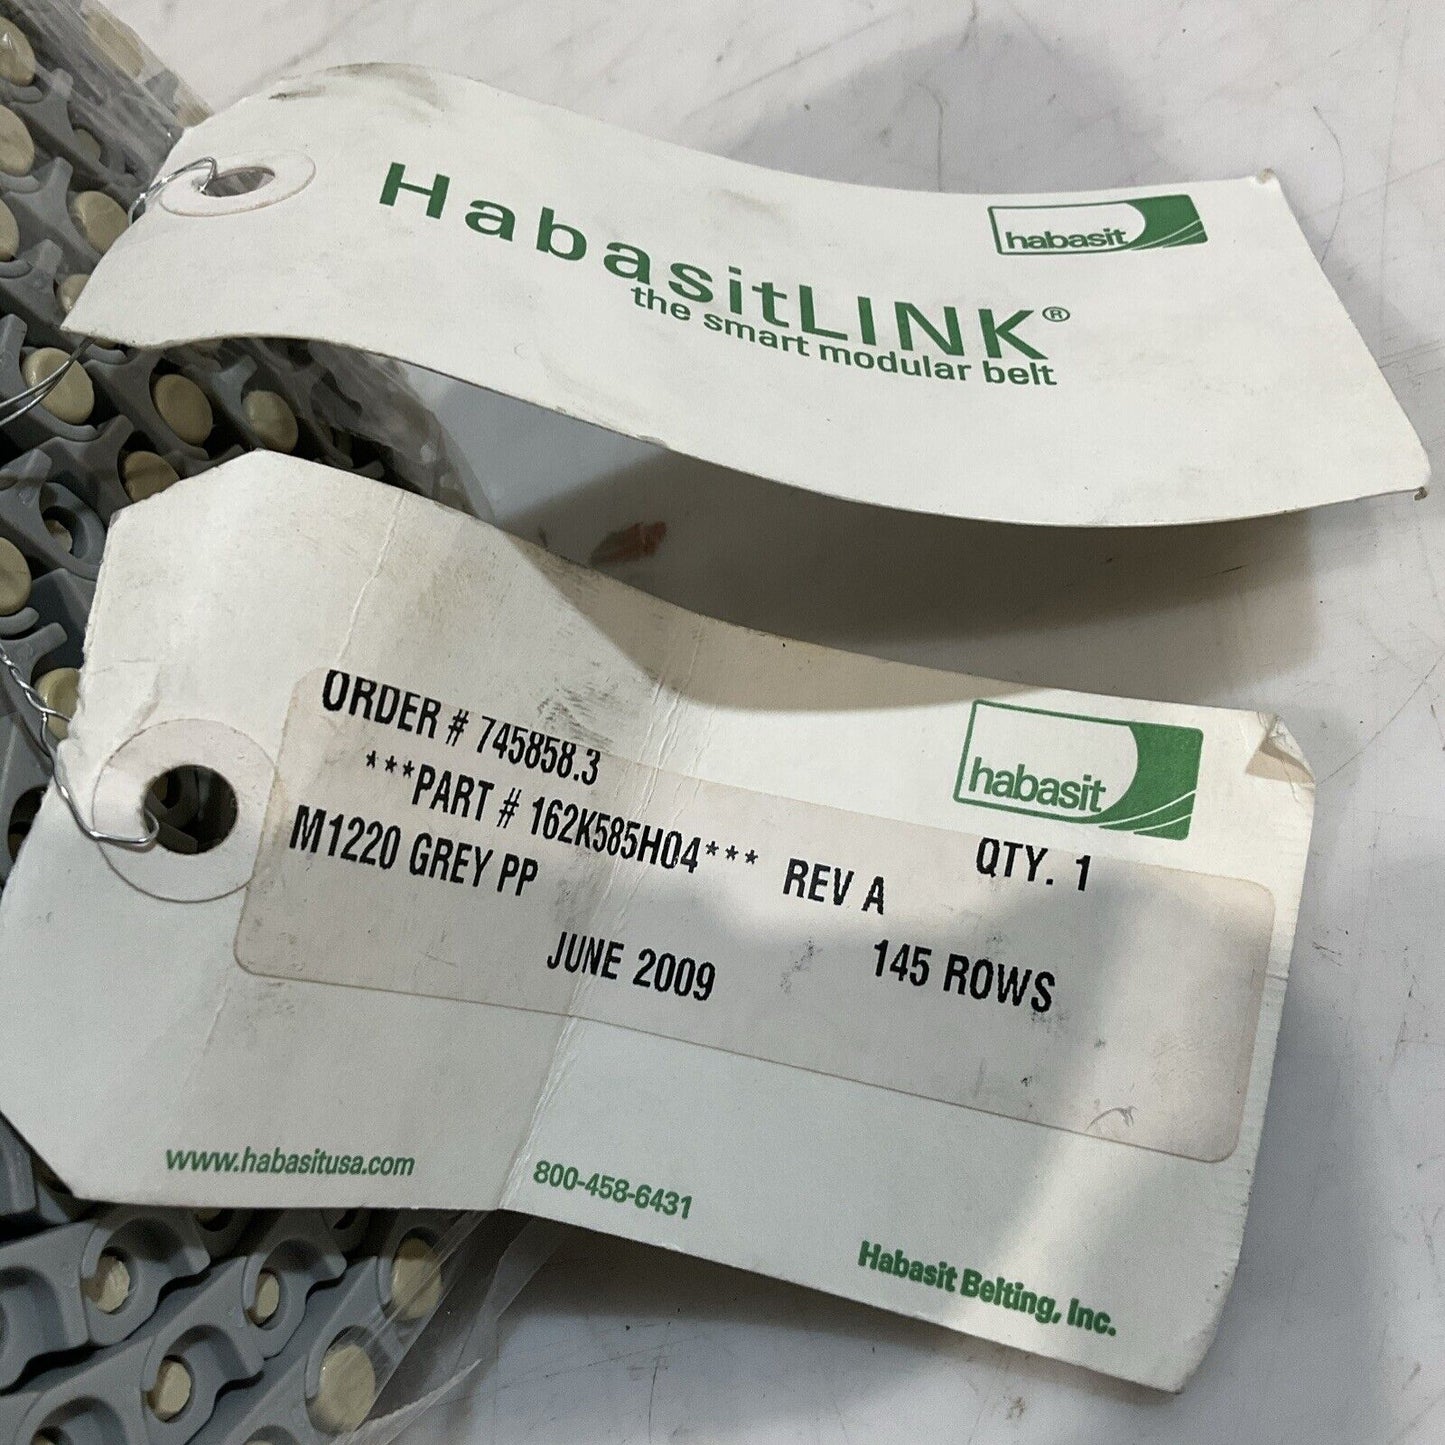 HabasitLINK®
the smart modular belt
habasit
habasit
ORDER # 745858.3
***PART # 162K585H04*** REV A
QTY. 1
M1220 GREY PP
JUNE 2009
145 ROWS
www.habasitusa.com
800-458-6431
Habasit Belting, Inc.